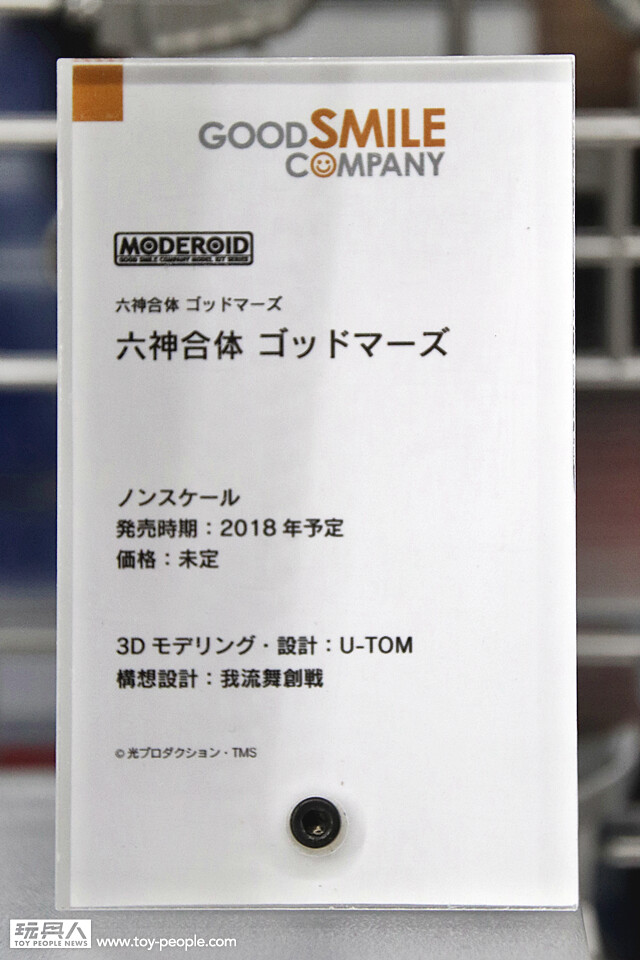 GOODSMILE
COMPANY
MODEROID
GOOD SMILE COMPANY MODEL KIT SERIES
六神合体 ゴッドマーズ
六神合体 ゴッドマーズ
ノンスケール
発売時期：2018 年予定
価格：未定
3D モデリング・設計：U-TOM
構想設計：我流舞創戦
©光プロダクション・TMS
玩具人
TOY PEOPLE NEWS
www.toy-people.com